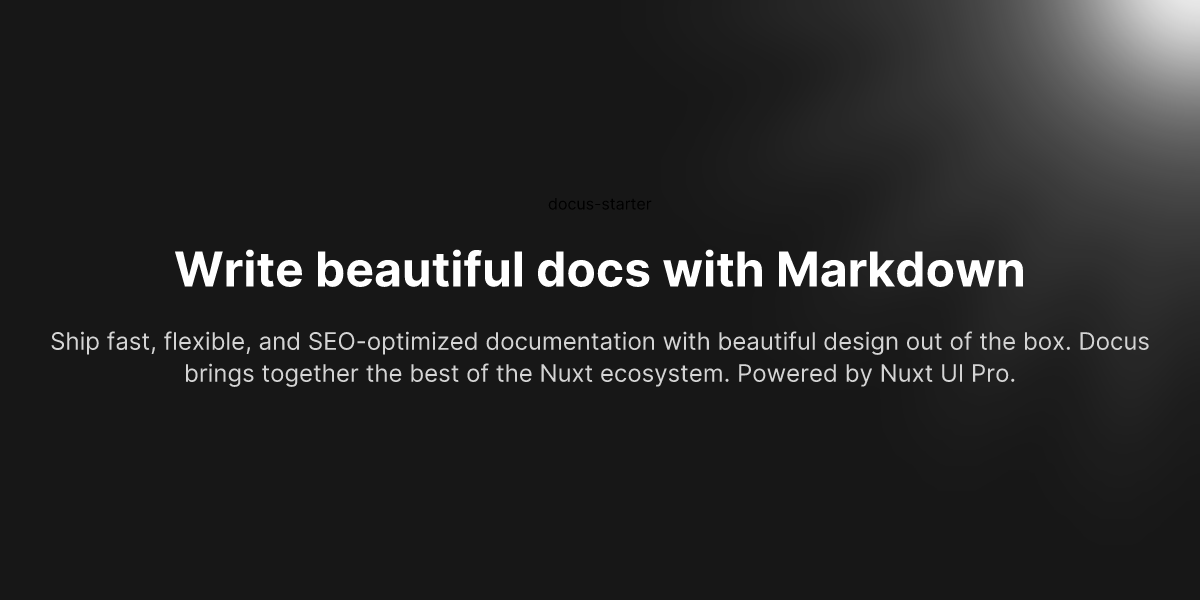 docus-starter
Write beautiful docs with Markdown
Ship fast, flexible, and SEO-optimized documentation with beautiful design out of the box. Docus
brings together the best of the Nuxt ecosystem. Powered by Nuxt UI Pro.